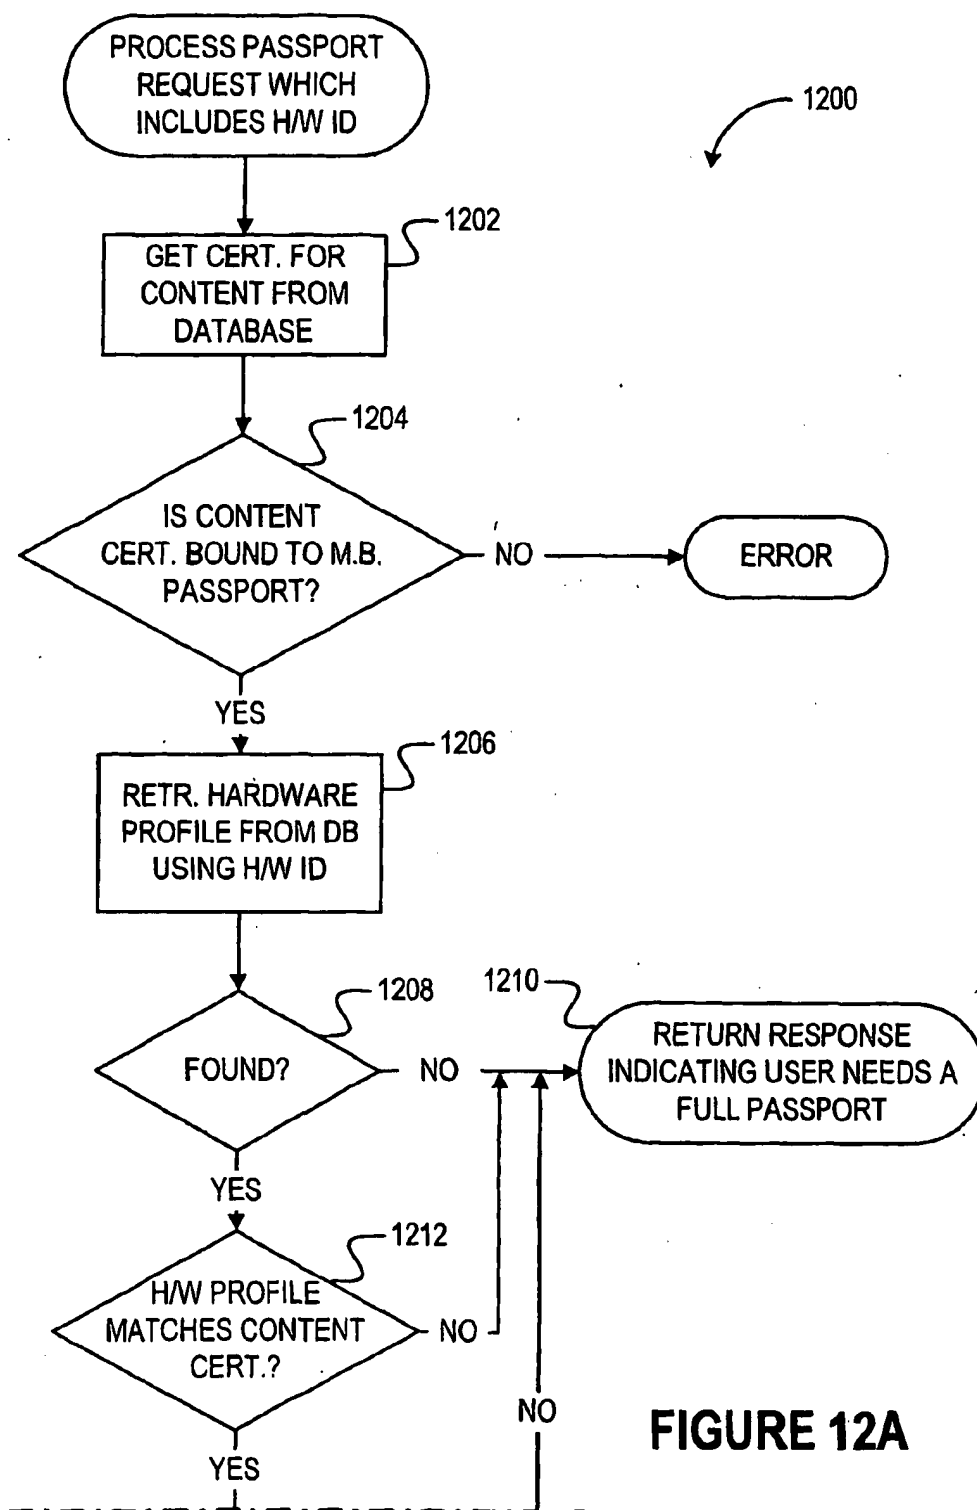 PROCESS PASSPORT
REQUEST WHICH
INCLUDES H/W ID
1200
1202
GET CERT. FOR
CONTENT FROM
DATABASE
1204
IS CONTENT
CERT. BOUND TO M.B.
PASSPORT?
NO
ERROR
YES
1206
RETR. HARDWARE
PROFILE FROM DB
USING H/W ID
1208
FOUND?
NO
1210
RETURN RESPONSE
INDICATING USER NEEDS A
FULL PASSPORT
YES
1212
H/W PROFILE
MATCHES CONTENT
CERT.?
NO
NO
YES
FIGURE 12A